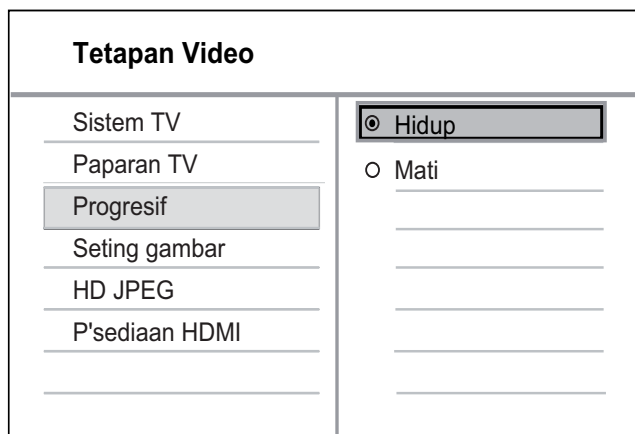 Tetapan Video
Sistem TV
Paparan TV
Progresif
Seting gambar
HD JPEG
P'sediaan HDMI
Hidup
Mati